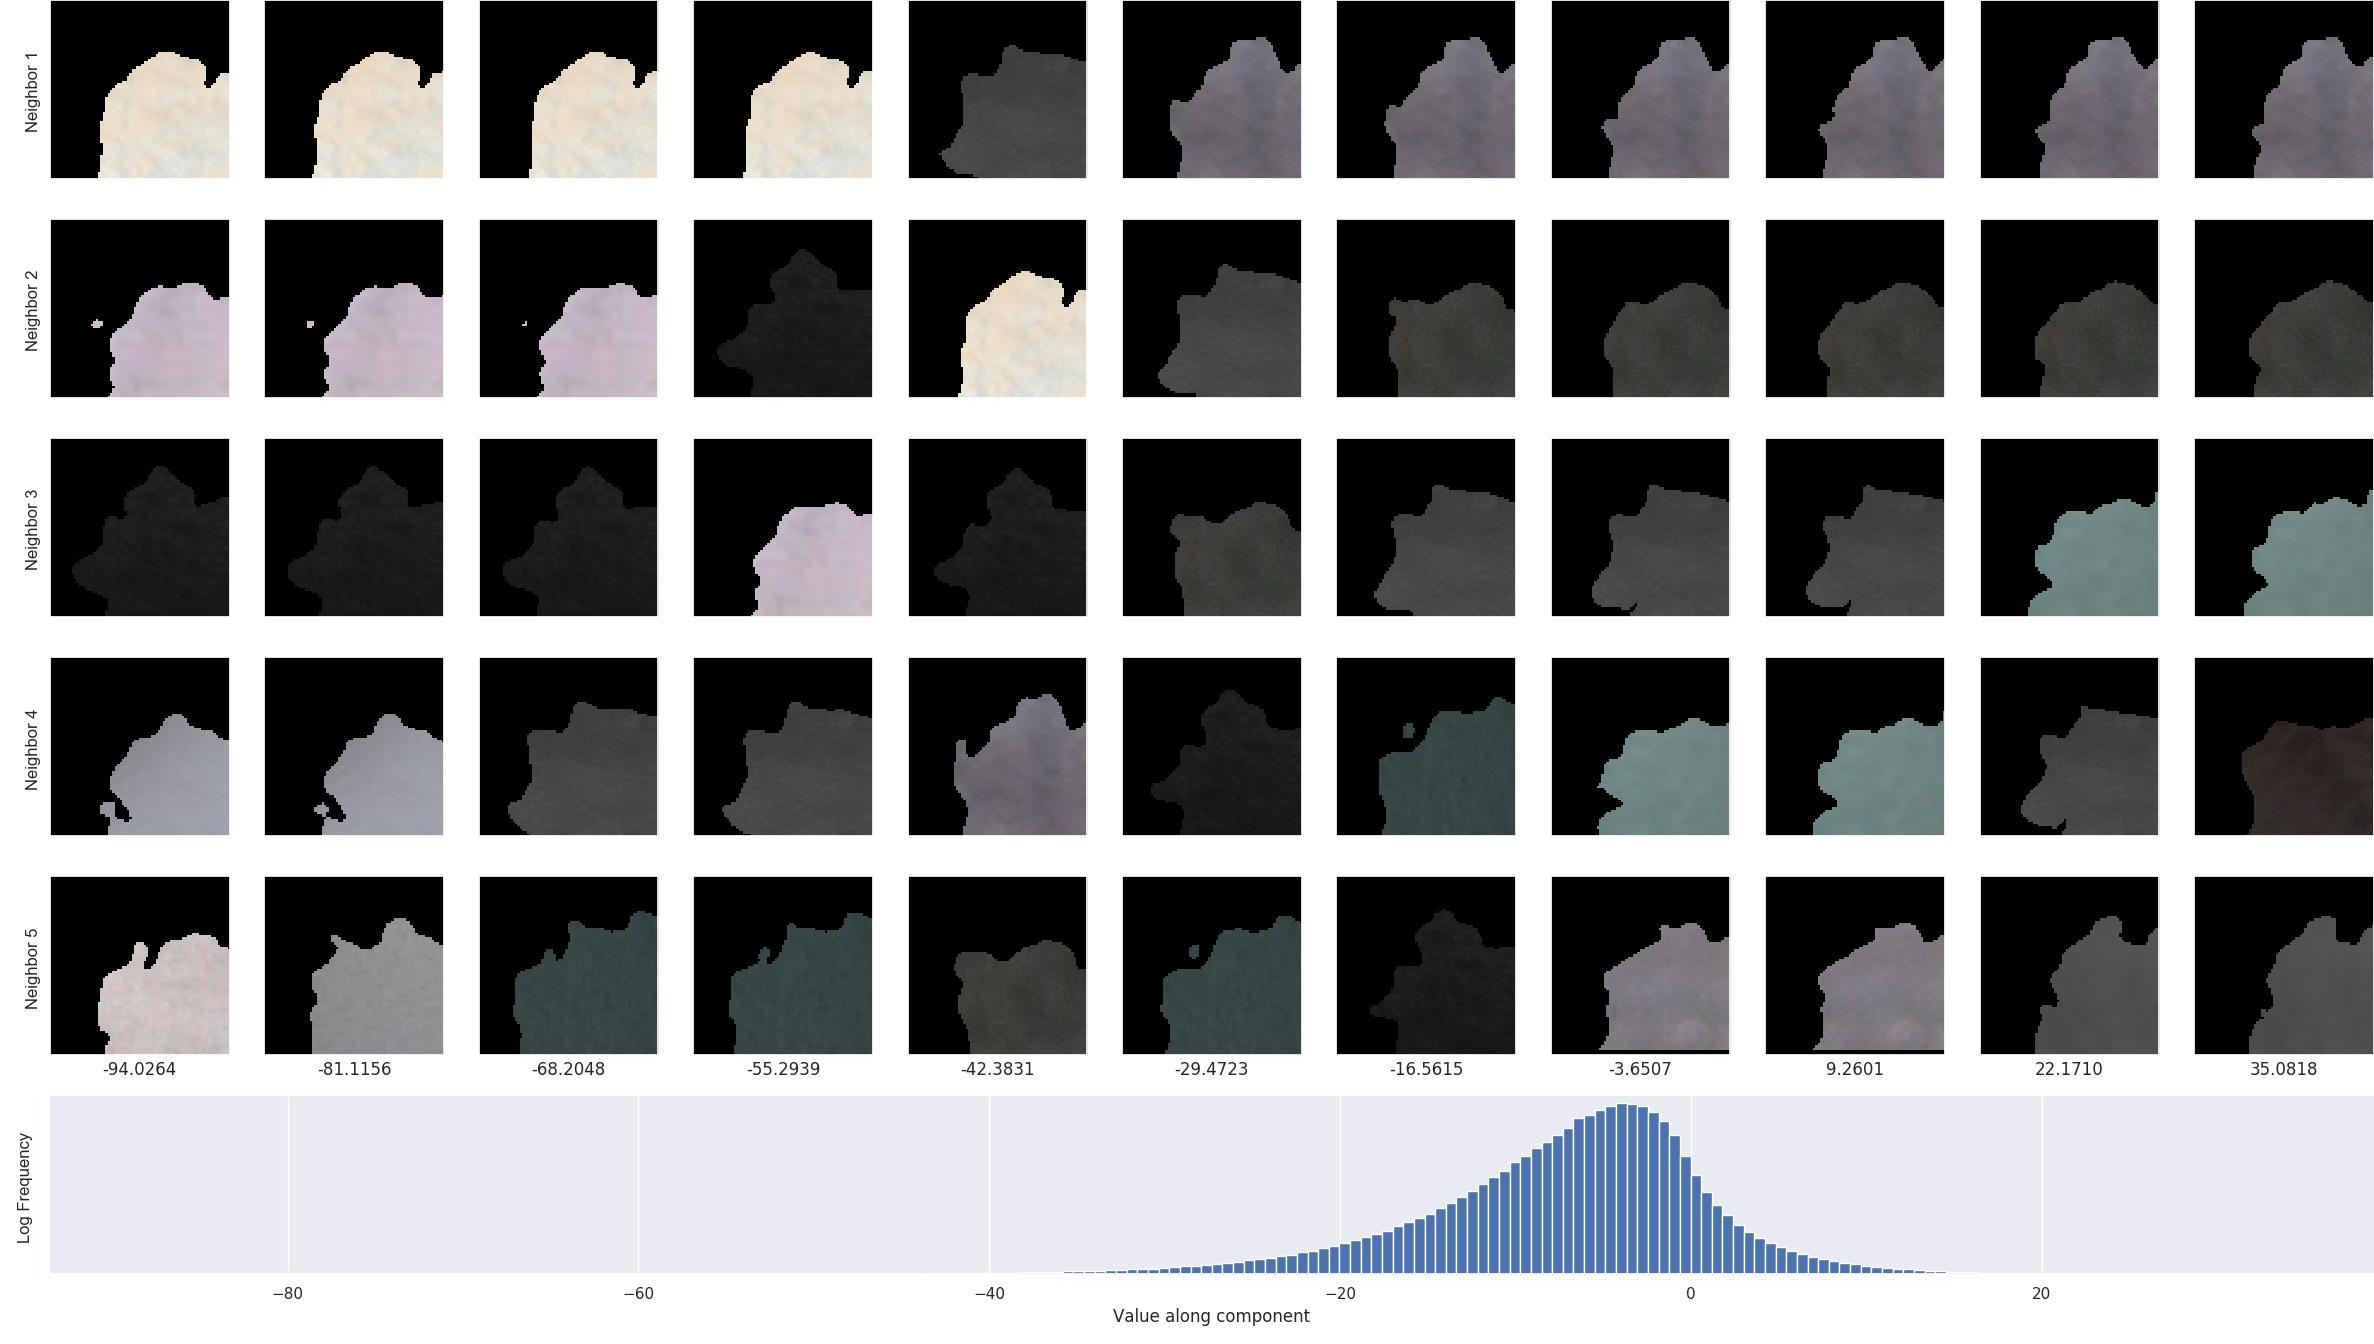 Neighbor 1
Neighbor 2
Neighbor 3
Neighbor 4
Neighbor 5
-94.0264 -81.1156 -68.2048 -55.2939 -42.3831 -29.4723 -16.5615 -3.6507 9.2601 22.1710 35.0818
Log Frequency
−80 −60 −40 −20 0 20
Value along component